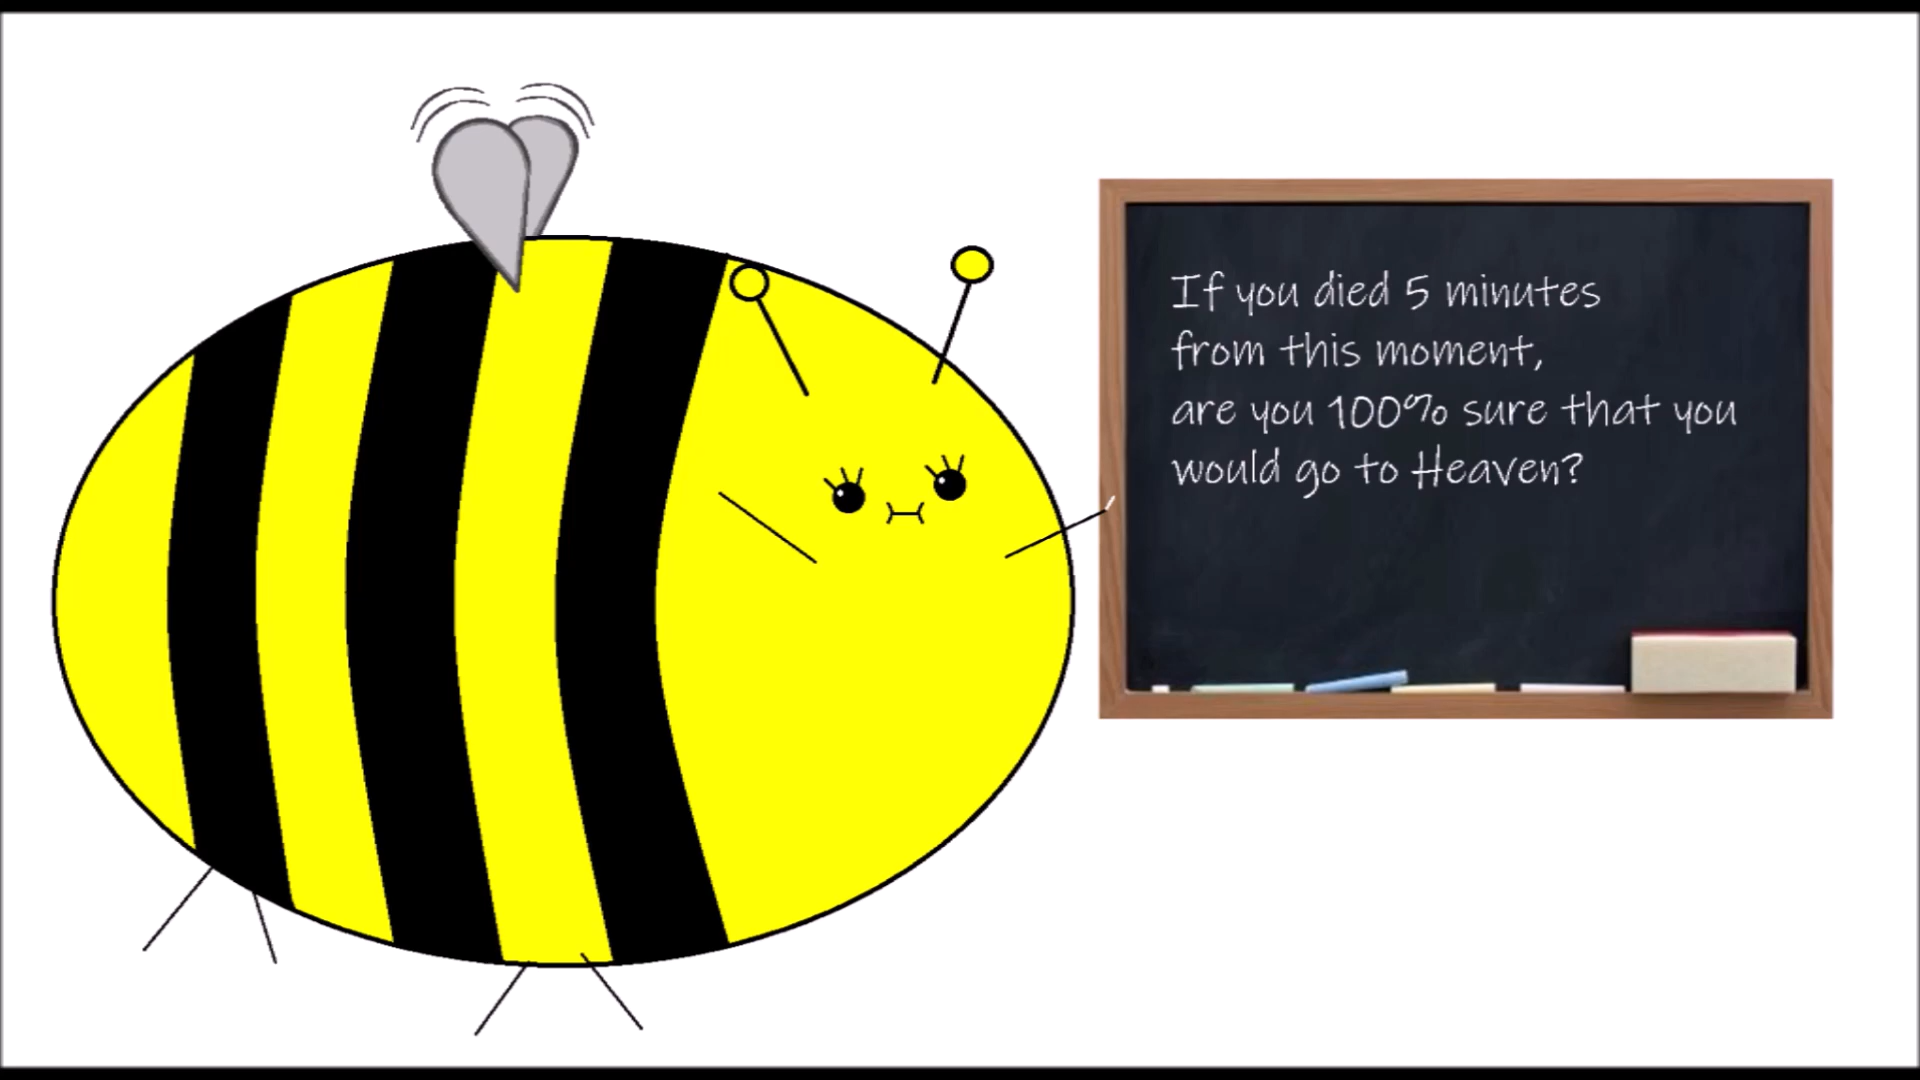 If you died 5 minutes
from this moment,
are you 100% sure that you
would go to Heaven?